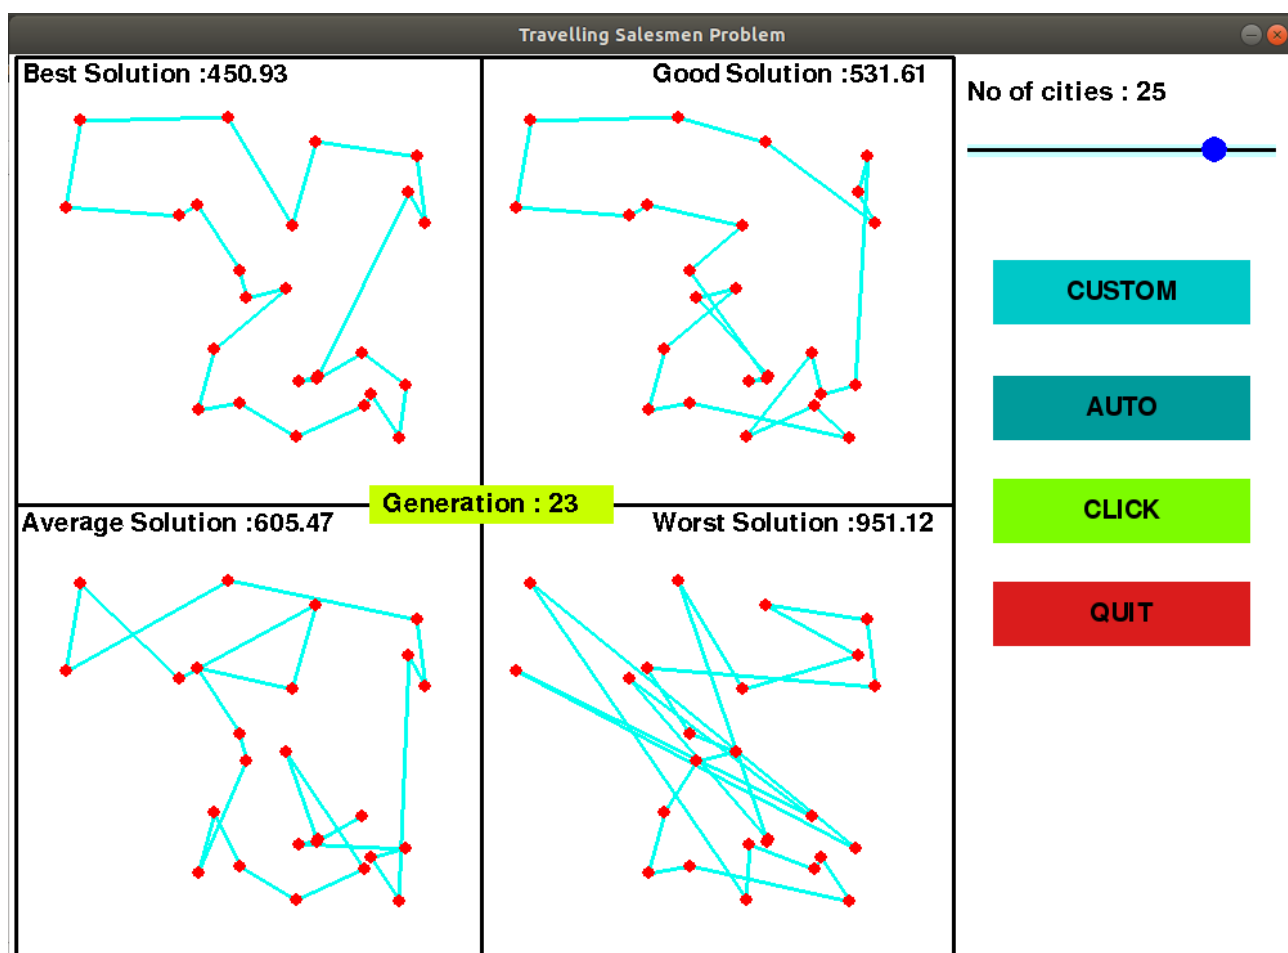 Travelling Salesmen Problem
Best Solution :450.93
Good Solution :531.61
No of cities : 25
CUSTOM
AUTO
Generation : 23
CLICK
Average Solution :605.47
Worst Solution :951.12
QUIT